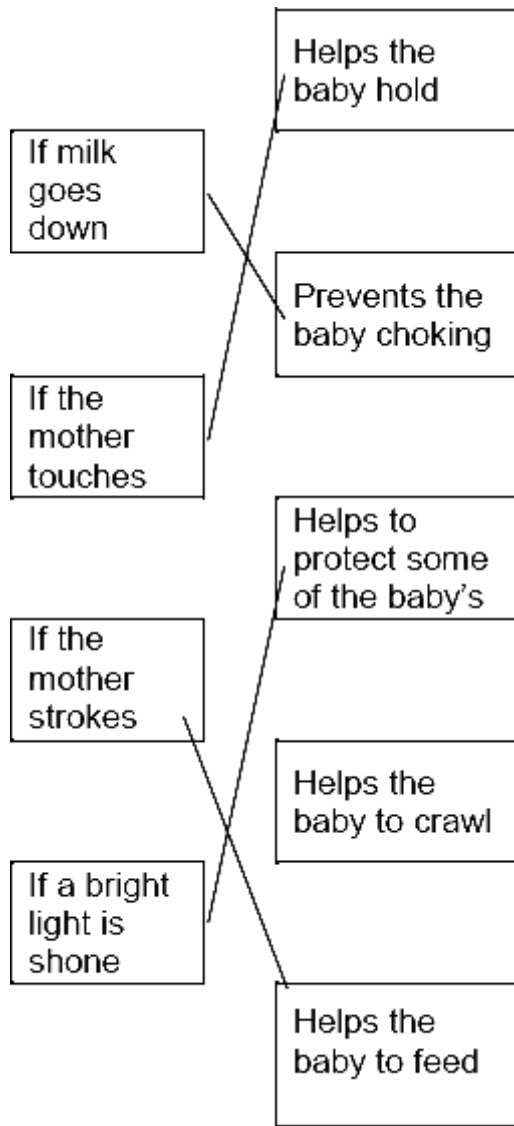 Helps the
baby hold
If milk
goes
down
Prevents the
baby choking
If the
mother
touches
Helps to
protect some
of the baby's
If the
mother
strokes
Helps the
baby to crawl
If a bright
light is
shone
Helps the
baby to feed